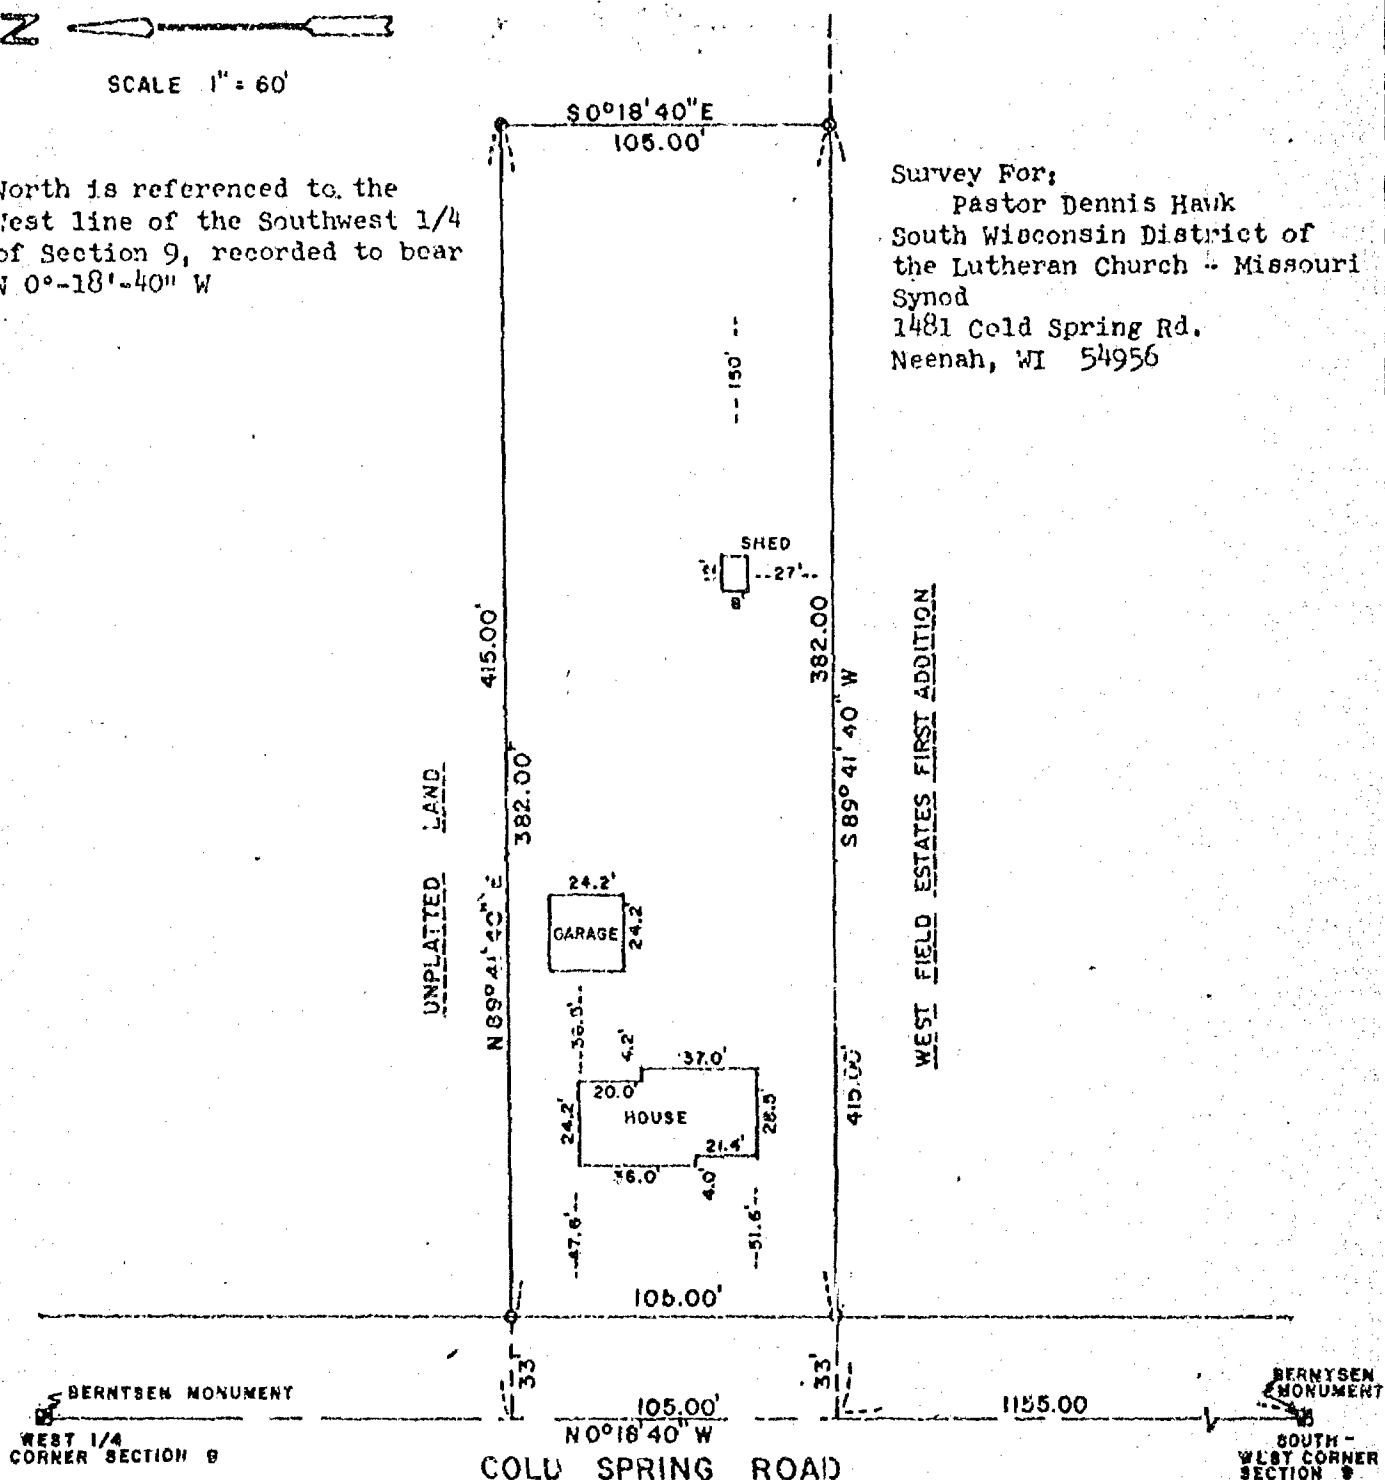 N
SCALE 1" = 60'
S 0°18'40" E
105.00'
North is referenced to the
West line of the Southwest 1/4
of Section 9, recorded to bear
N 0°-18'-40" W
Survey For:
Pastor Dennis Hawk
South Wisconsin District of
the Lutheran Church - Missouri
Synod
1481 Cold Spring Rd.
Neenah, WI 54956
150'
SHED
12'
27'
8'
415.00'
382.00'
N 89° 41' 40" E
UNPLATTED LAND
382.00
S 89° 41' 40" W
415.00'
WEST FIELD ESTATES FIRST ADDITION
24.2'
GARAGE
24.2'
4.2'
37.0'
20.0'
24.2'
HOUSE
28.5'
21.4'
36.0'
4.0'
47.6'
51.6'
105.00'
33'
33'
BERNTSEN MONUMENT
WEST 1/4
CORNER SECTION 9
105.00'
N 0°18'40" W
1155.00
BERNTSEN
MONUMENT
SOUTH-
WEST CORNER
SECTION 9
COLD SPRING ROAD